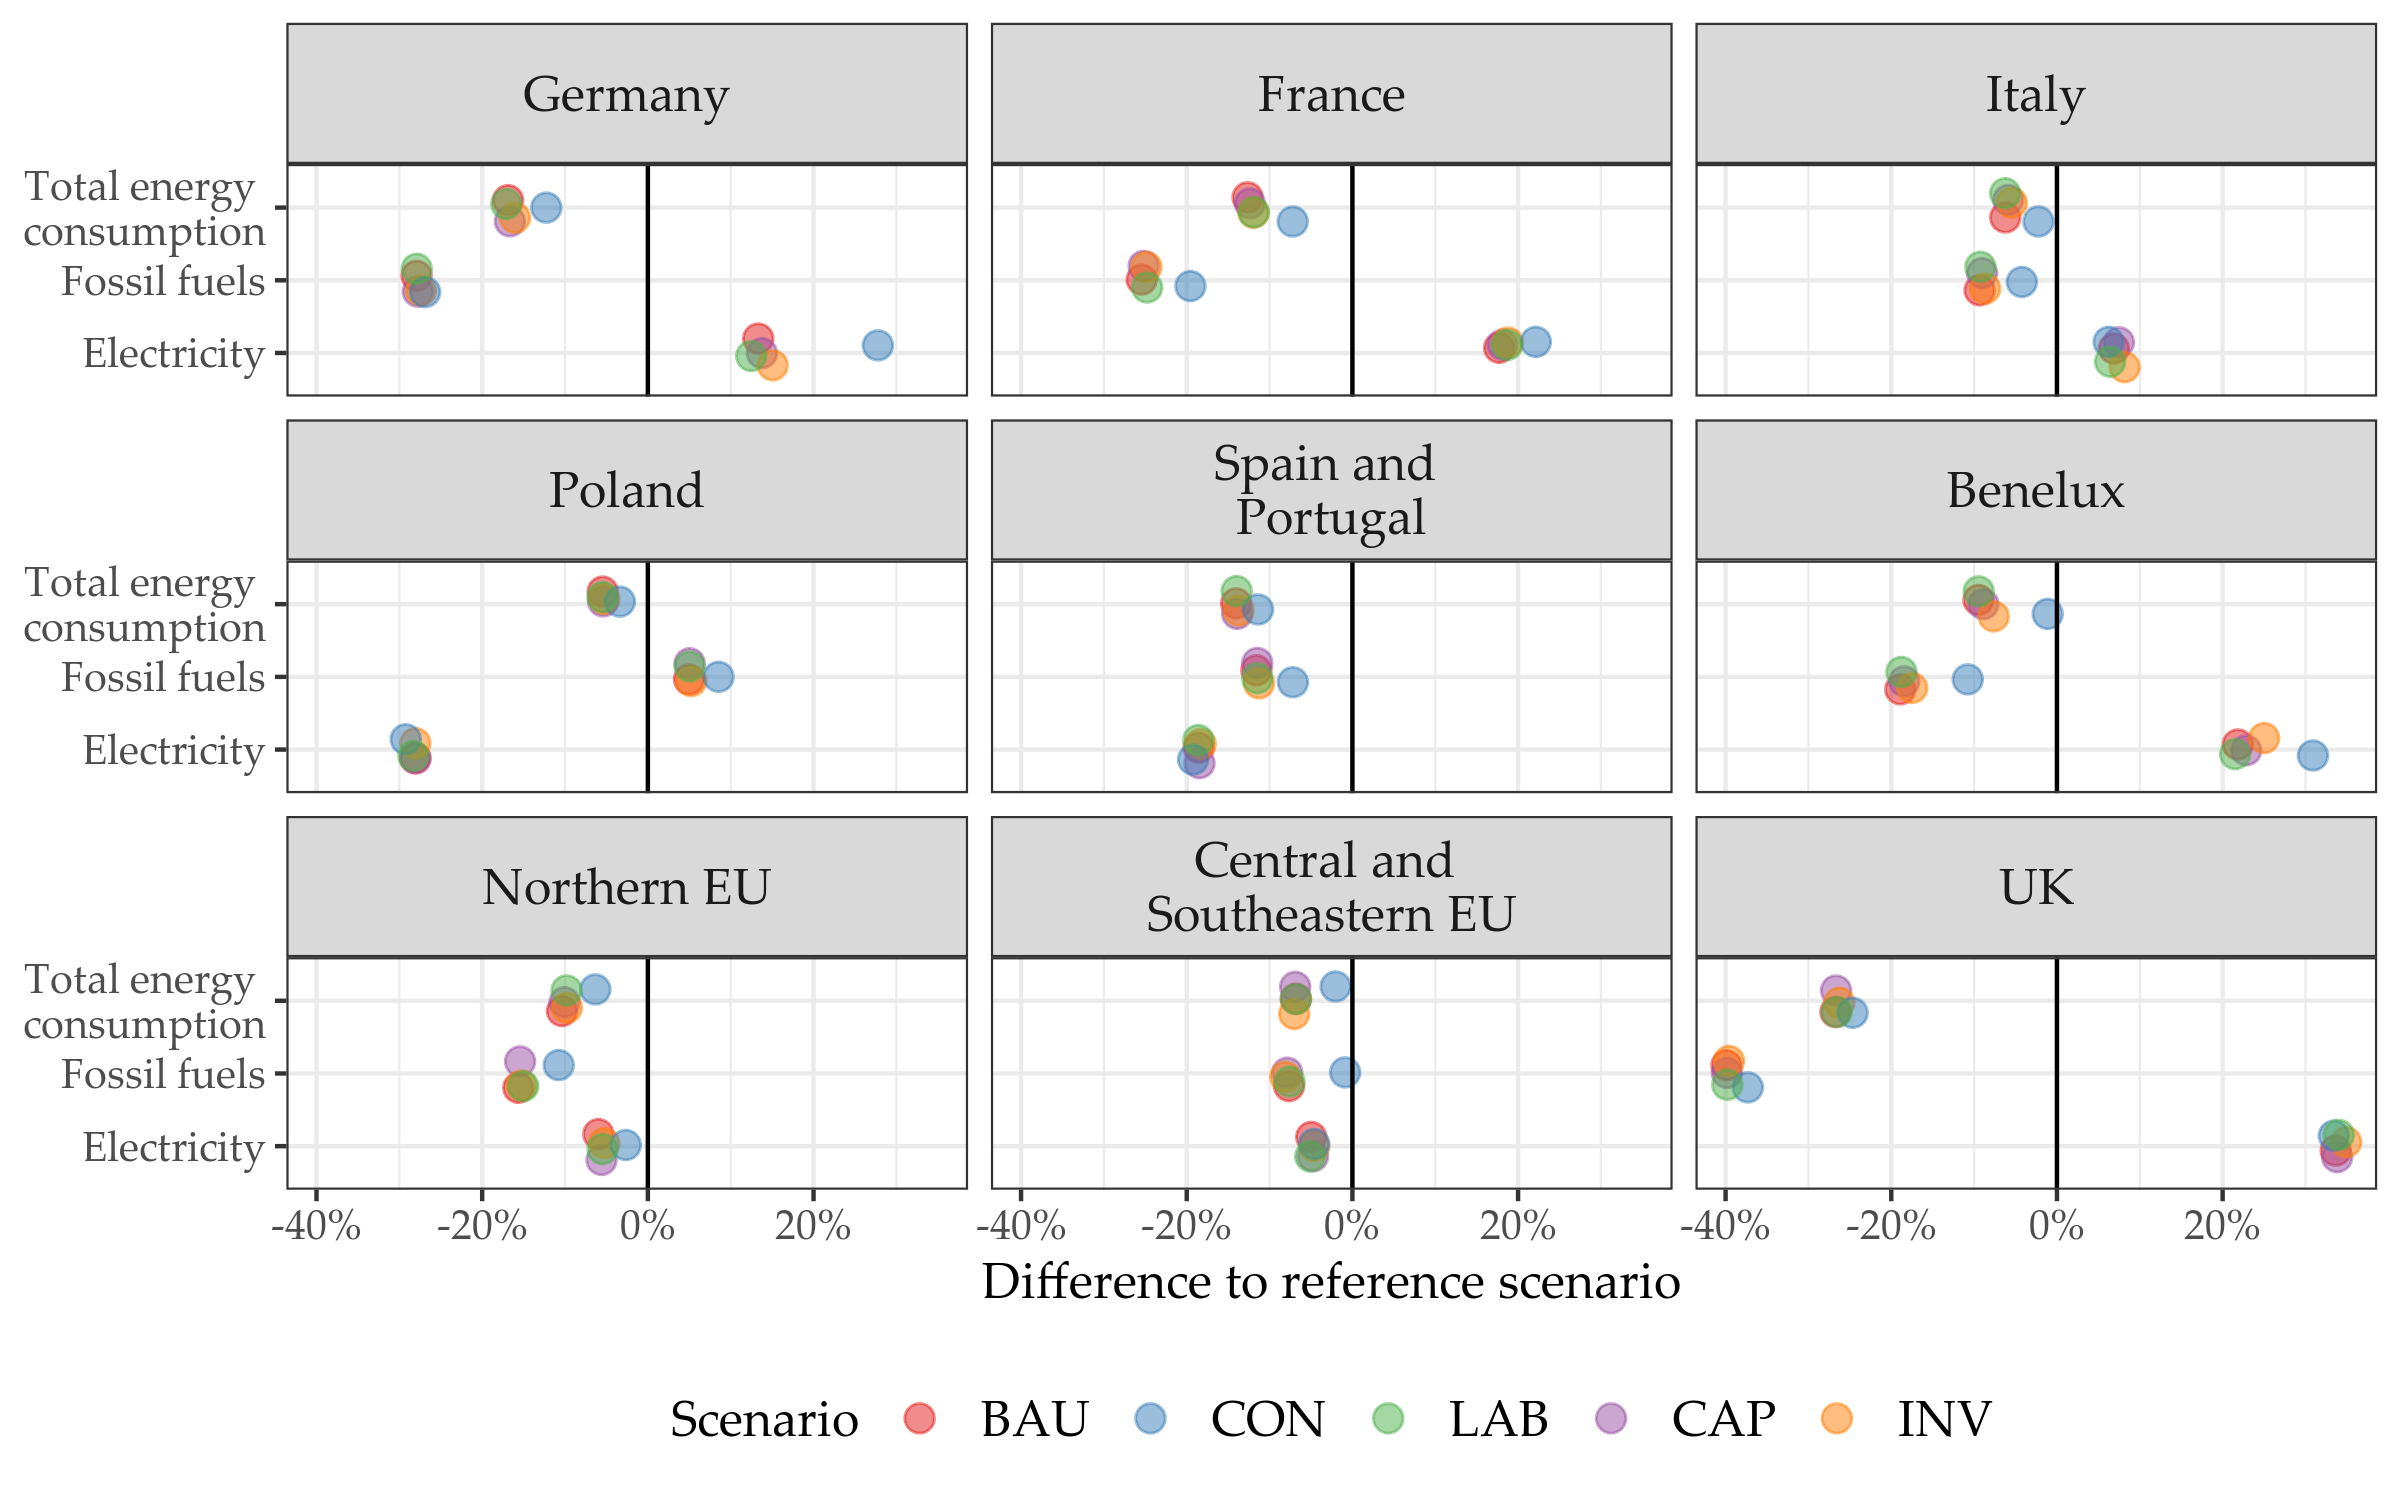 Germany
France
Italy
Total energy
consumption
Fossil fuels
Electricity
Poland
Spain and
Portugal
Benelux
Total energy
consumption
Fossil fuels
Electricity
Northern EU
Central and
Southeastern EU
UK
Total energy
consumption
Fossil fuels
Electricity
-40% -20% 0% 20% -40% -20% 0% 20% -40% -20% 0% 20%
Difference to reference scenario
Scenario BAU CON LAB CAP INV